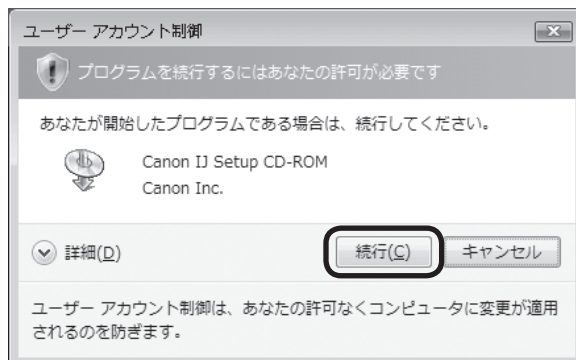 ユーザー アカウント制御
プログラムを続行するにはあなたの許可が必要です
あなたが開始したプログラムである場合は、続行してください。
Canon IJ Setup CD-ROM
Canon Inc.
詳細(D)
続行(C)
キャンセル
ユーザー アカウント制御は、あなたの許可なくコンピュータに変更が適用
されるのを防ぎます。